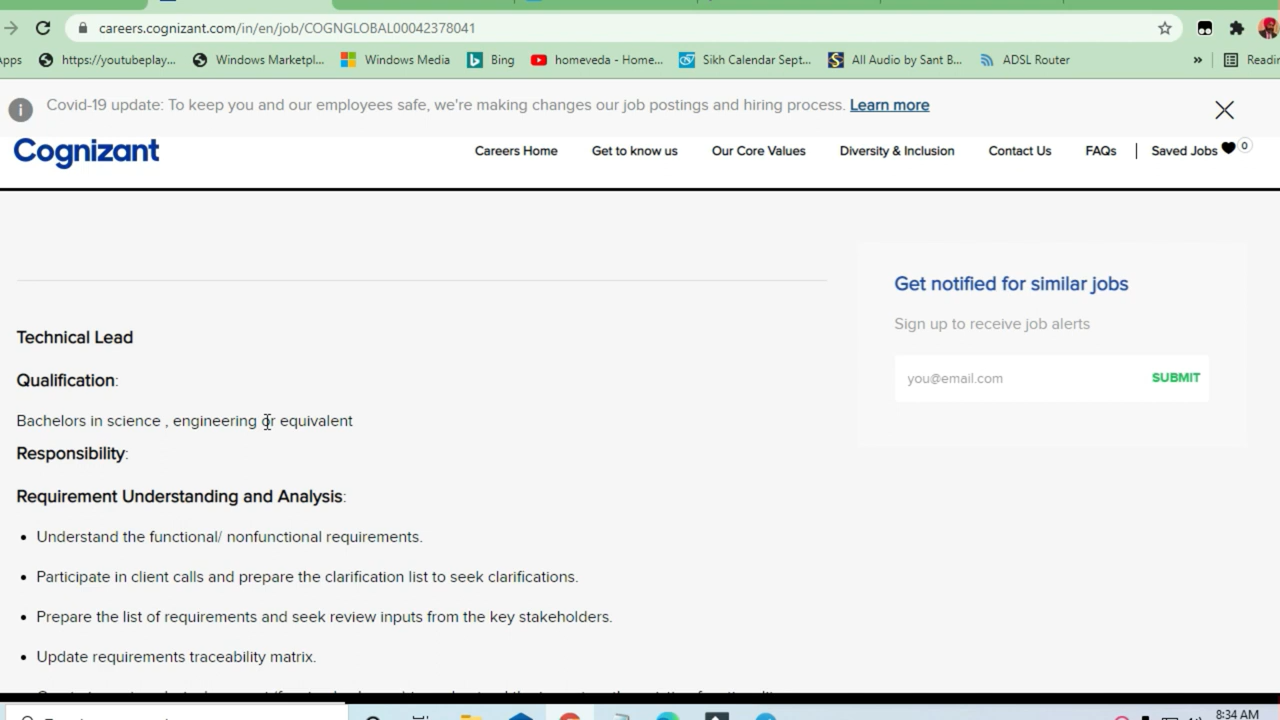 careers.cognizant.com/in/en/job/COGNGLOBAL00042378041
Apps https://youtubeplay... Windows Marketpl... Windows Media Bing homeveda - Home... Sikh Calendar Sept... All Audio by Sant B... ADSL Router » Readin
Covid-19 update: To keep you and our employees safe, we're making changes our job postings and hiring process. Learn more
Cognizant Careers Home Get to know us Our Core Values Diversity & Inclusion Contact Us FAQs | Saved Jobs 0
Get notified for similar jobs
Sign up to receive job alerts
you@email.com SUBMIT
Technical Lead
Qualification:
Bachelors in science , engineering or equivalent
Responsibility:
Requirement Understanding and Analysis:
• Understand the functional/ nonfunctional requirements.
• Participate in client calls and prepare the clarification list to seek clarifications.
• Prepare the list of requirements and seek review inputs from the key stakeholders.
• Update requirements traceability matrix.
8:34 AM